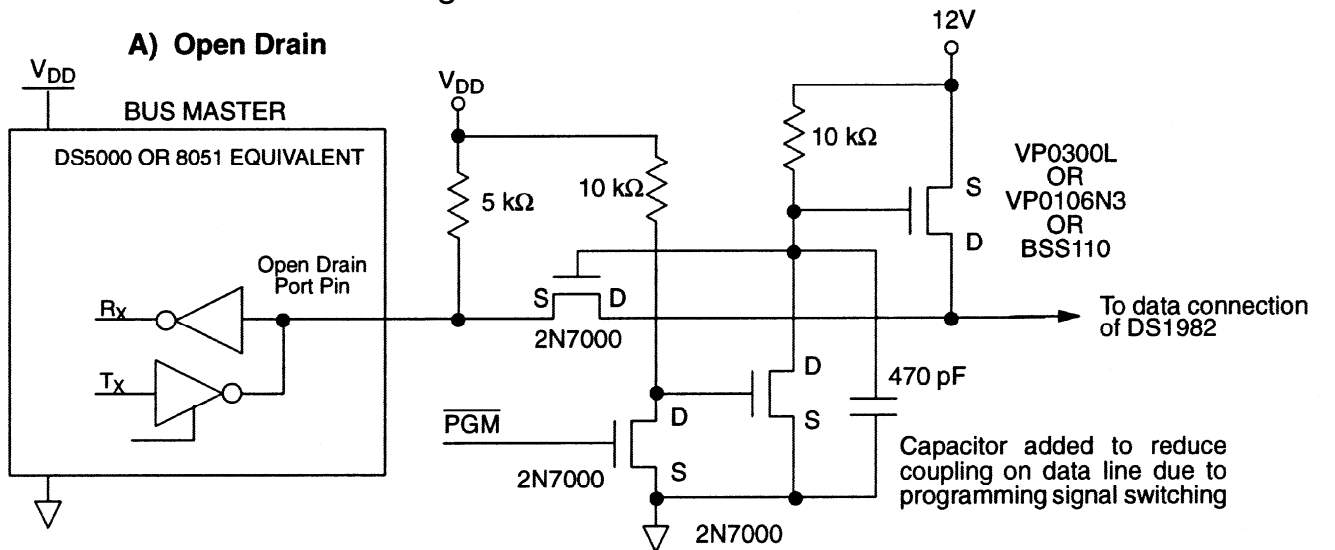 12V
A) Open Drain
VDD
VDD
BUS MASTER
DS5000 OR 8051 EQUIVALENT
10 kΩ
VP0300L
OR
VP0106N3
OR
BSS110
5 kΩ
10 kΩ
S
D
Open Drain
Port Pin
S
D
RX
2N7000
To data connection
of DS1982
TX
D
S
470 pF
PGM
D
S
2N7000
Capacitor added to reduce
coupling on data line due to
programming signal switching
2N7000